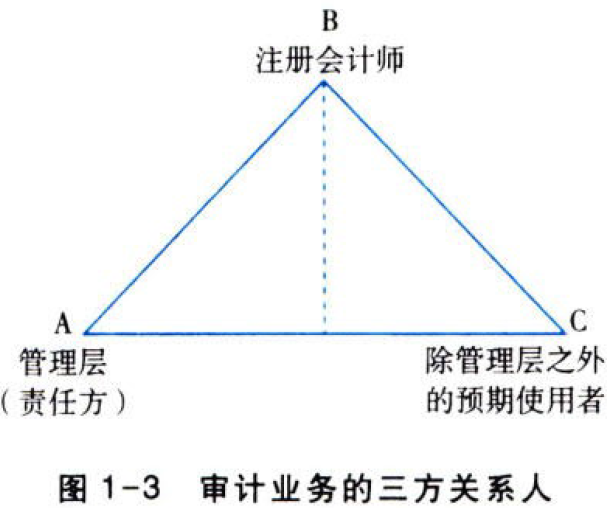 B
注册会计师
A
管理层
（责任方）
C
除管理层之外
的预期使用者
图 1-3 审计业务的三方关系人